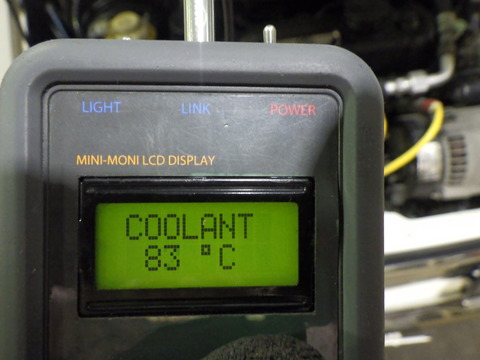 LIGHT LINK POWER
MINI-MONI LCD DISPLAY
COOLANT
83 °C